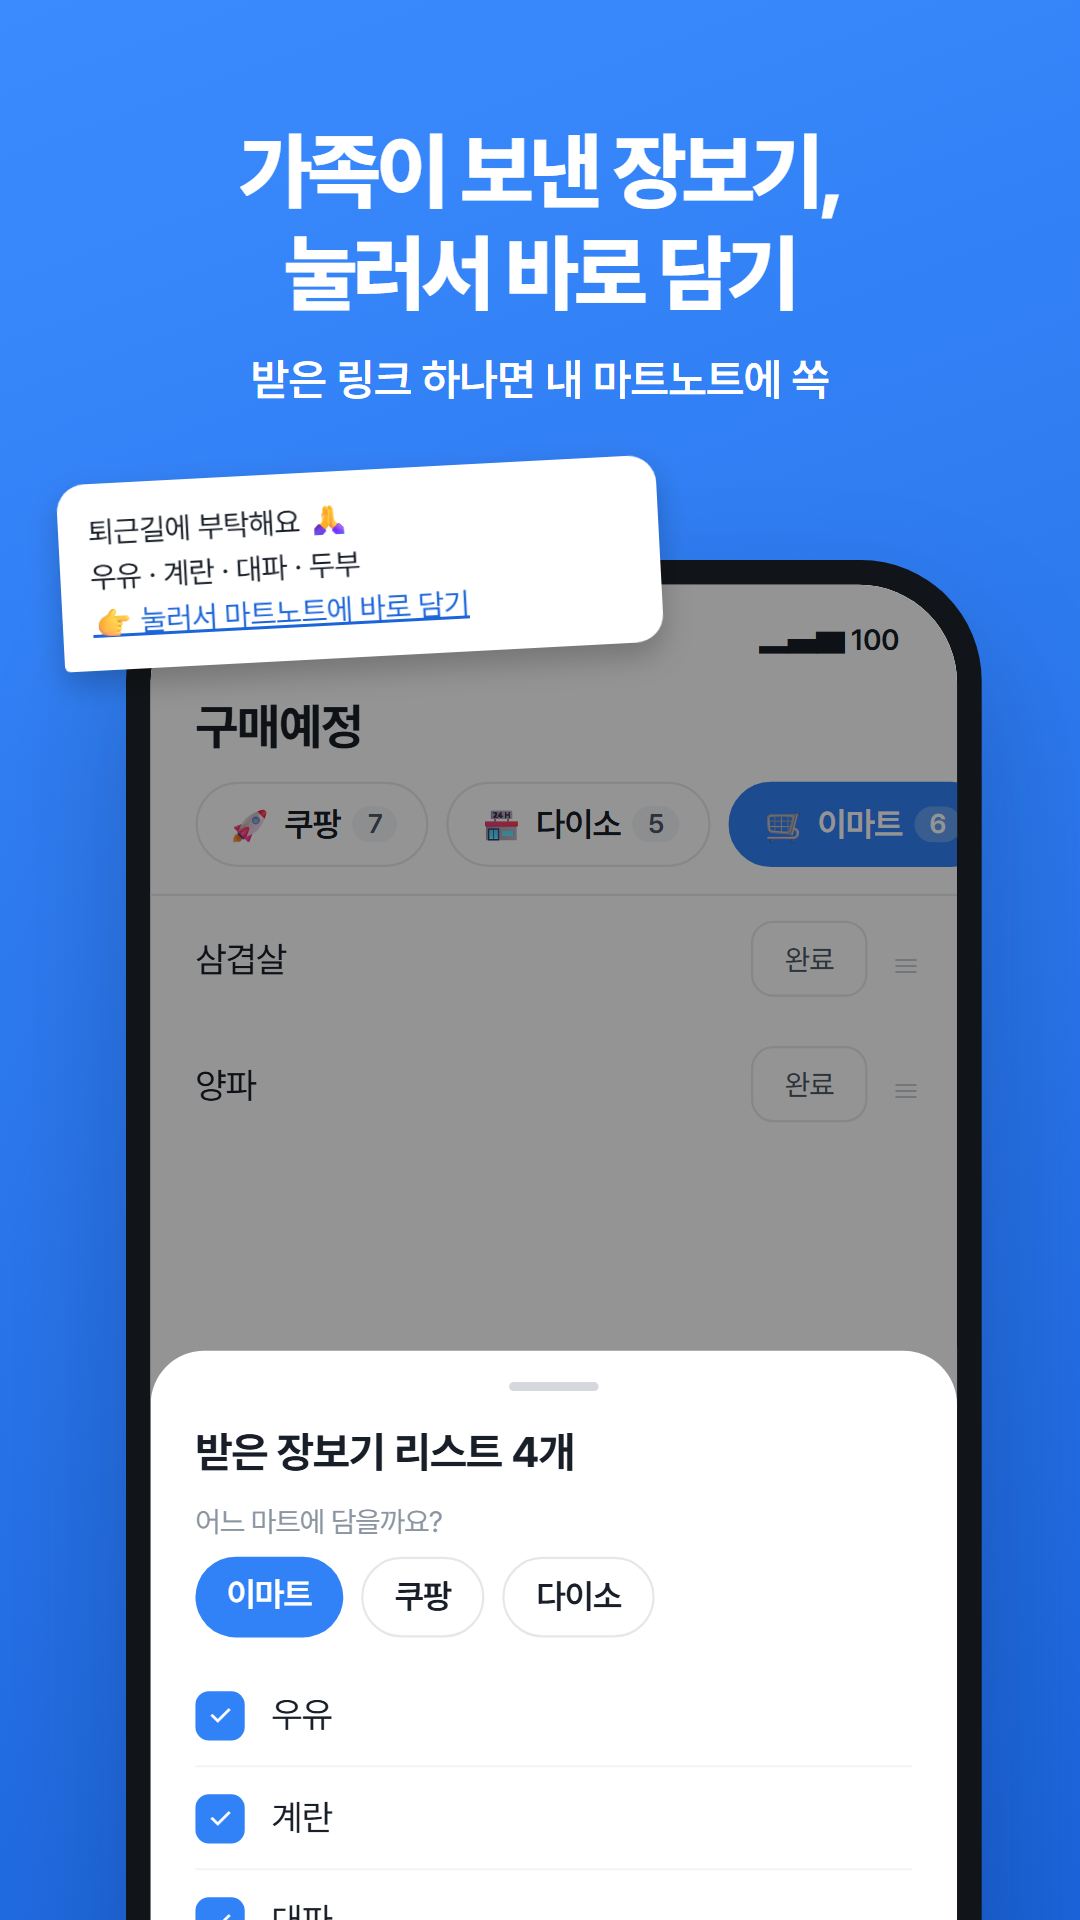 가족이 보낸 장보기,
눌러서 바로 담기
받은 링크 하나면 내 마트노트에 쏙
퇴근길에 부탁해요 🙏
우유 · 계란 · 대파 · 두부
👉 눌러서 마트노트에 바로 담기
100
구매예정
🚀 쿠팡 7
🏪 다이소 5
🛒 이마트 6
삼겹살 완료
양파 완료
받은 장보기 리스트 4개
어느 마트에 담을까요?
이마트 쿠팡 다이소
우유
계란
대파